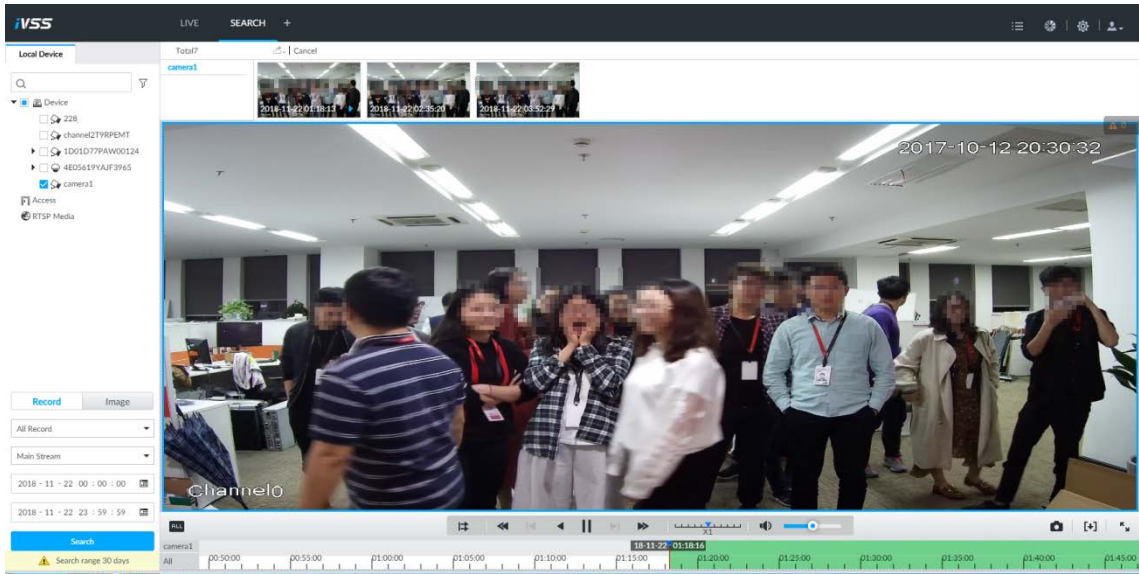 iVSS
LIVE SEARCH +
Local Device
Total7 Cancel
camera1
Device
228
channel2T9RPEMT
1D01D77PAW00124
4E05619YAJF3965
camera1
Access
RTSP Media
2018-11-22 01:18:13
2018-11-22 02:35:20
2018-11-22 03:52:29
0
2017-10-12 20:30:32
Channel0
Record Image
All Record
Main Stream
2018 - 11 - 22 00 : 00 : 00
2018 - 11 - 22 23 : 59 : 59
Search
Search range 30 days
ALL
X1
camera1
18-11-22 01:18:16
All 00:50:00 00:55:00 01:00:00 01:05:00 01:10:00 01:15:00 01:20:00 01:25:00 01:30:00 01:35:00 01:40:00 01:45:00